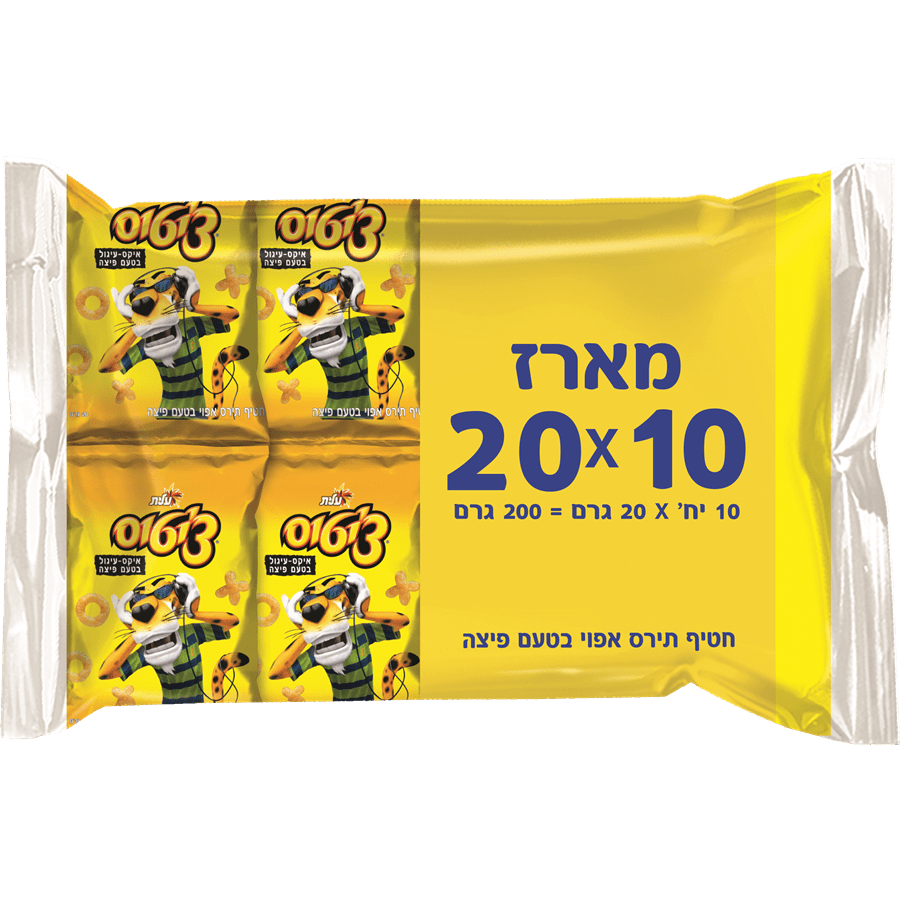 צ'יטוס
איקס-עיגול
בטעם פיצה
חטיף תירס אפוי בטעם פיצה
צ'יטוס
איקס-עיגול
בטעם פיצה
תירס אפוי בטעם פיצה
עלית
צ'יטוס
איקס-עיגול
בטעם פיצה
עלית
צ'יטוס
איקס-עיגול
בטעם פיצה
מארז
20x10
10 יח' X 20 גרם = 200 גרם
חטיף תירס אפוי בטעם פיצה